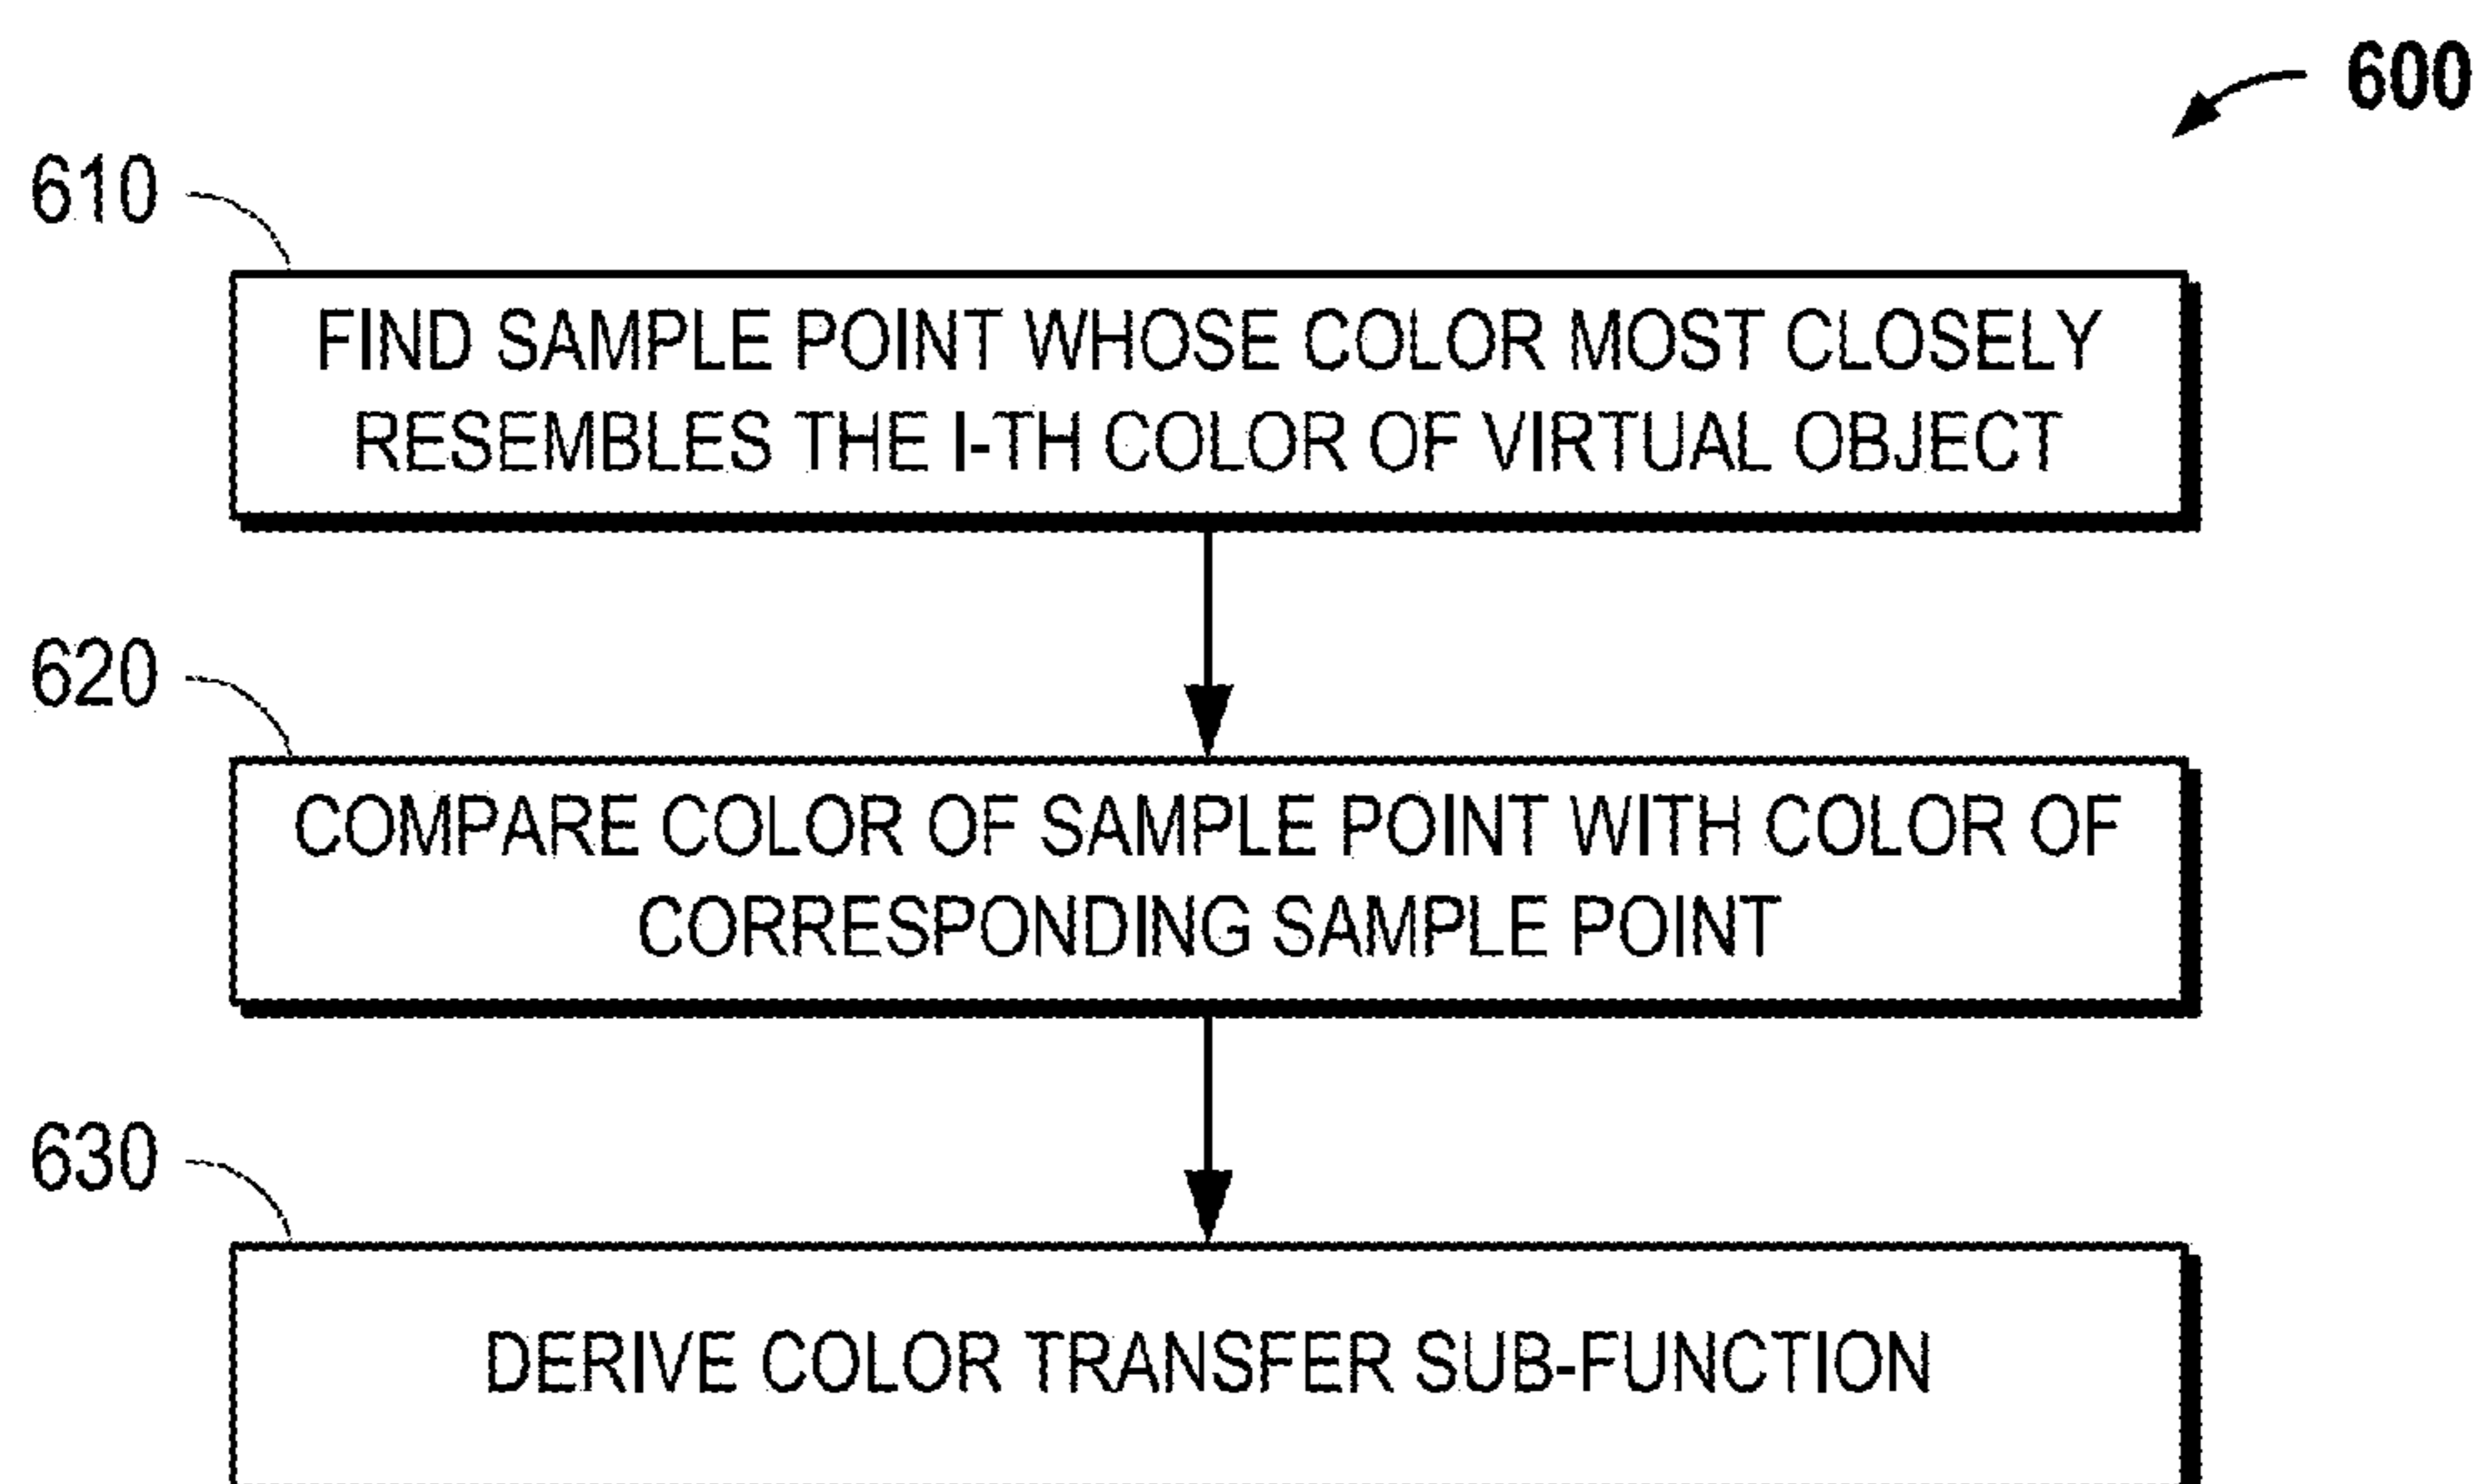 600
610
FIND SAMPLE POINT WHOSE COLOR MOST CLOSELY
RESEMBLES THE I-TH COLOR OF VIRTUAL OBJECT
620
COMPARE COLOR OF SAMPLE POINT WITH COLOR OF
CORRESPONDING SAMPLE POINT
630
DERIVE COLOR TRANSFER SUB-FUNCTION